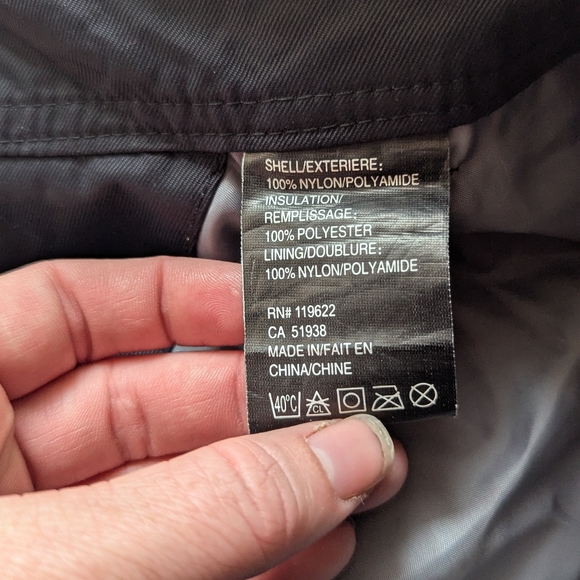 SHELL/EXTERIERE:
100% NYLON/POLYAMIDE
INSULATION/
REMPLISSAGE:
100% POLYESTER
LINING/DOUBLURE:
100% NYLON/POLYAMIDE
RN# 119622
CA 51938
MADE IN/FAIT EN
CHINA/CHINE
40°C CL